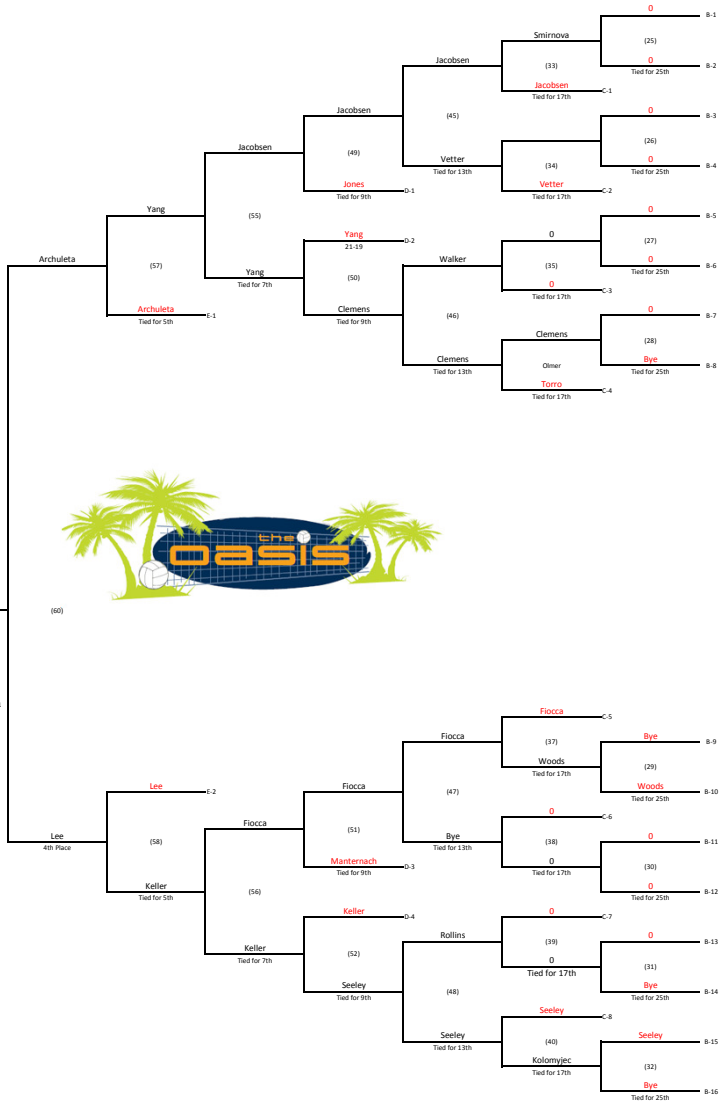 0
B-1
Smirnova
(25)
0
B-2
Jacobsen
(33)
Tied for 25th
Jacobsen
C-1
Tied for 17th
Jacobsen
(45)
0
B-3
(26)
Jacobsen
(49)
Vetter
(34)
0
B-4
Tied for 13th
Tied for 25th
Jones
D-1
Vetter
C-2
Tied for 9th
Tied for 17th
Yang
(55)
0
B-5
Yang
D-2
0
(27)
21-19
Archuleta
(57)
Walker
(35)
0
B-6
Yang
(50)
Tied for 25th
Tied for 7th
0
C-3
Tied for 17th
Archuleta
E-1
Clemens
(46)
0
B-7
Tied for 5th
Tied for 9th
Clemens
(28)
Clemens
Olmer
Bye
B-8
Tied for 13th
Tied for 25th
Torro
C-4
Tied for 17th
the
oasis
(60)
Fiocca
C-5
Fiocca
(37)
Bye
B-9
Woods
(29)
Tied for 17th
Lee
E-2
Fiocca
(47)
Woods
B-10
Tied for 25th
0
C-6
Fiocca
(51)
Lee
(58)
Bye
(38)
0
B-11
4th Place
Tied for 13th
Manternach
D-3
0
(30)
Tied for 9th
Tied for 17th
Keller
(56)
0
B-12
Tied for 5th
Tied for 25th
Keller
D-4
0
C-7
Rollins
(39)
0
B-13
Keller
(52)
0
(31)
Tied for 7th
Tied for 17th
Seeley
(48)
Bye
B-14
Tied for 9th
Tied for 25th
Seeley
C-8
Seeley
(40)
Seeley
B-15
Tied for 13th
Kolomyjec
(32)
Tied for 17th
Bye
B-16
Tied for 25th